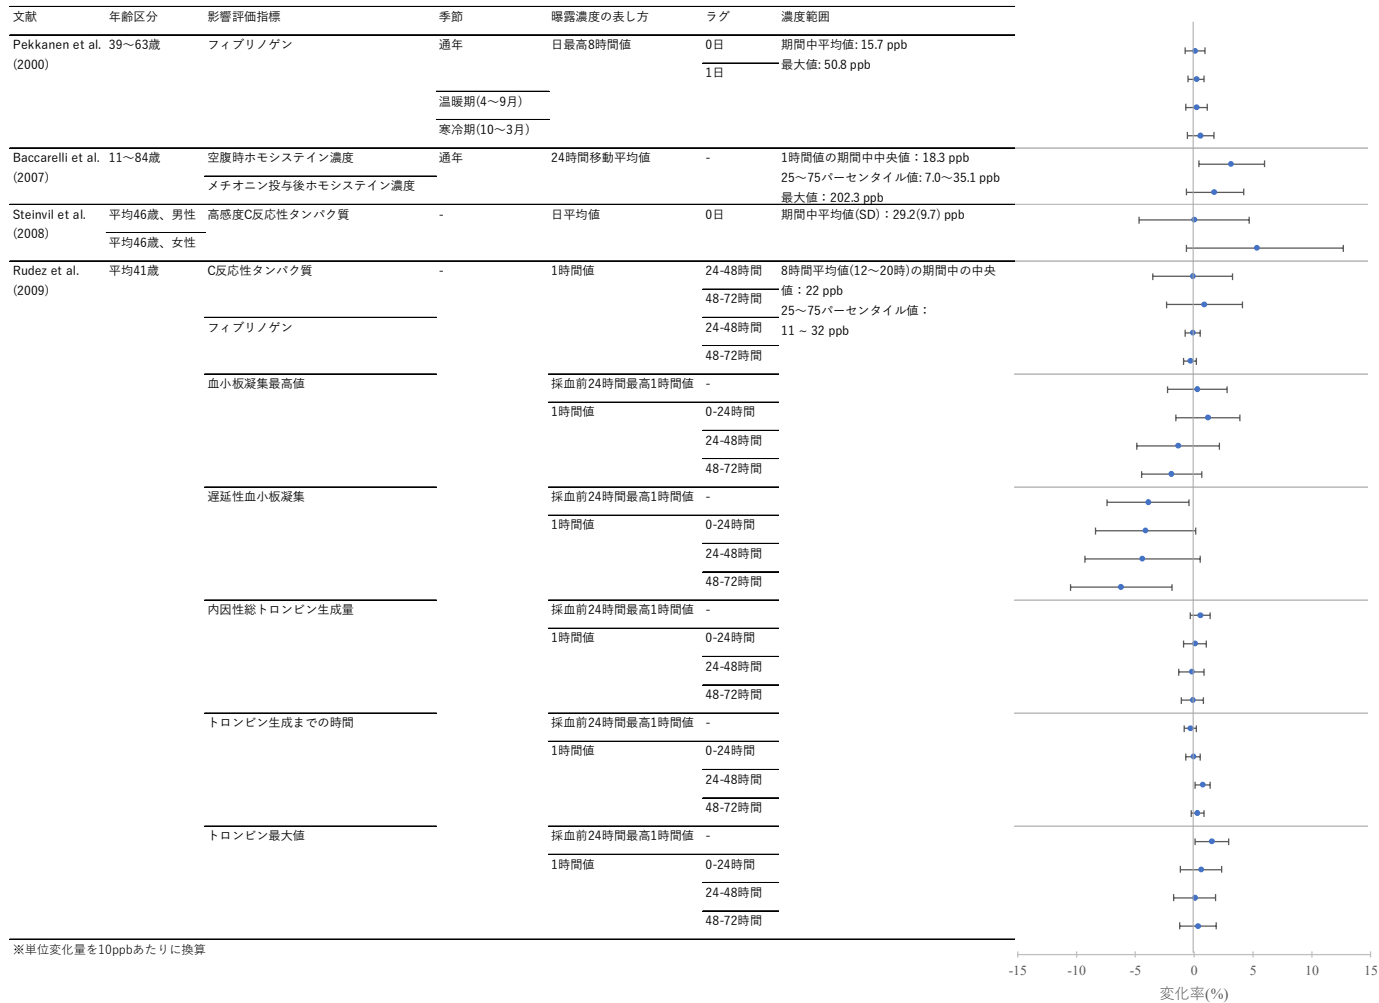 文献 年齢区分 影響評価指標 季節 曝露濃度の表し方 ラグ 濃度範囲
Pekkanen et al. 39～63歳 フィブリノゲン 通年 日最高8時間値 0日 期間中平均値: 15.7 ppb
(2000) 最大値: 50.8 ppb
1日
温暖期(4～9月)
寒冷期(10～3月)
Baccarelli et al. 11～84歳 空腹時ホモシステイン濃度 通年 24時間移動平均値 - 1時間値の期間中中央値：18.3 ppb
(2007) メチオニン投与後ホモシステイン濃度 25～75パーセンタイル値: 7.0～35.1 ppb
最大値：202.3 ppb
Steinvil et al. 平均46歳、男性 高感度C反応性タンパク質 - 日平均値 0日 期間中平均値(SD)：29.2(9.7) ppb
(2008) 平均46歳、女性
Rudez et al. 平均41歳 C反応性タンパク質 - 1時間値 24-48時間 8時間平均値(12～20時)の期間中の中央
(2009) 48-72時間 値：22 ppb
25～75パーセンタイル値：
フィブリノゲン 24-48時間 11 ~ 32 ppb
48-72時間
血小板凝集最高値 採血前24時間最高1時間値 -
1時間値 0-24時間
24-48時間
48-72時間
遅延性血小板凝集 採血前24時間最高1時間値 -
1時間値 0-24時間
24-48時間
48-72時間
内因性総トロンビン生成量 採血前24時間最高1時間値 -
1時間値 0-24時間
24-48時間
48-72時間
トロンビン生成までの時間 採血前24時間最高1時間値 -
1時間値 0-24時間
24-48時間
48-72時間
トロンビン最大値 採血前24時間最高1時間値 -
1時間値 0-24時間
24-48時間
48-72時間
※単位変化量を10ppbあたりに換算
-15 -10 -5 0 5 10 15
変化率(%)